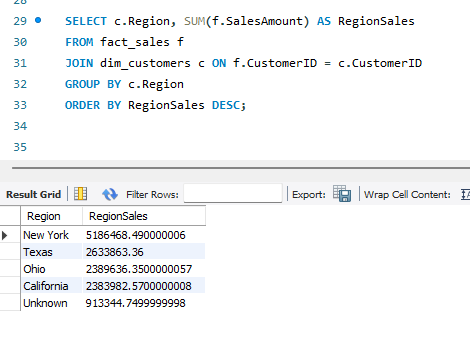 28
29 SELECT c.Region, SUM(f.SalesAmount) AS RegionSales
30 FROM fact_sales f
31 JOIN dim_customers c ON f.CustomerID = c.CustomerID
32 GROUP BY c.Region
33 ORDER BY RegionSales DESC;
34
35
Result Grid Filter Rows: Export: Wrap Cell Content:
Region RegionSales
New York 5186468.490000006
Texas 2633863.36
Ohio 2389636.3500000057
California 2383982.5700000008
Unknown 913344.7499999998